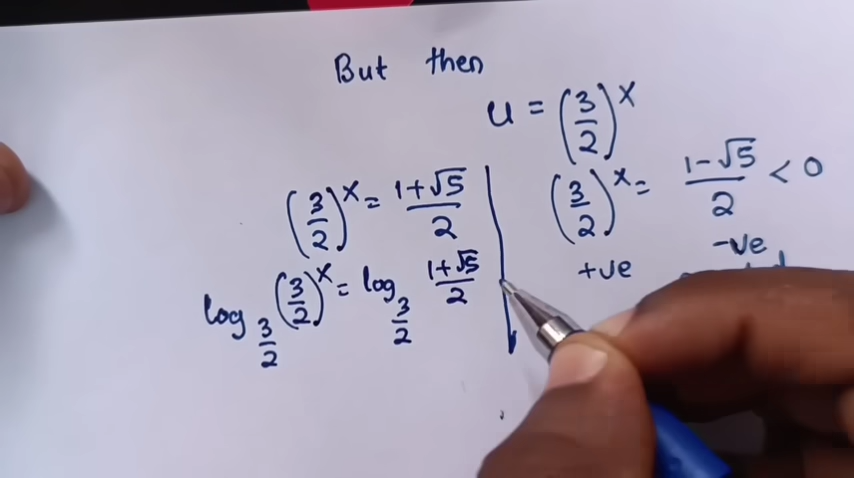 But then
u = (3/2)^x
(3/2)^x = (1+√5)/2
(3/2)^x = (1-√5)/2 < 0
+ve -ve
log_(3/2) (3/2)^x = log_(3/2) (1+√5)/2